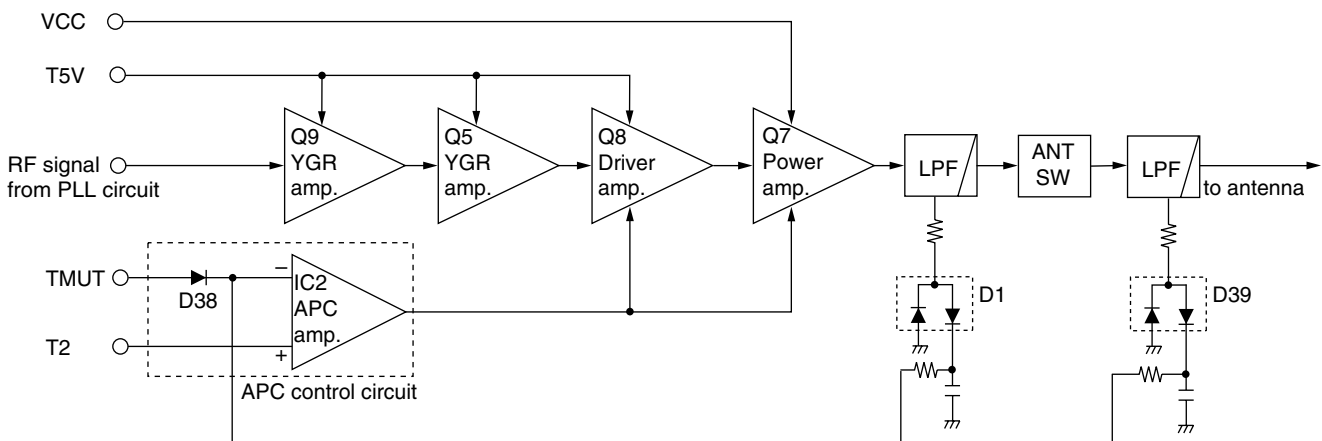 VCC
T5V
RF signal
from PLL circuit
Q9
YGR
amp.
Q5
YGR
amp.
Q8
Driver
amp.
Q7
Power
amp.
LPF
ANT
SW
LPF
to antenna
TMUT
D38
−
IC2
APC
amp.
+
T2
APC control circuit
D1
D39